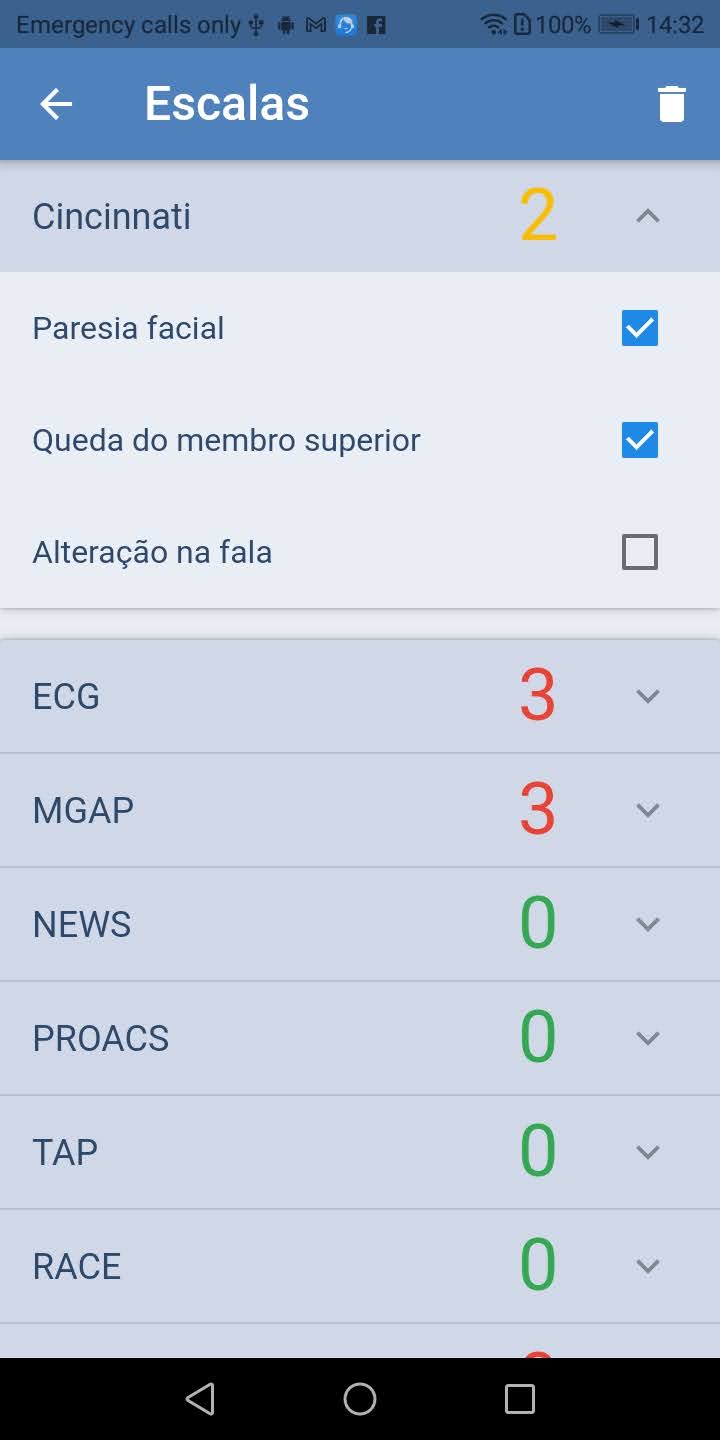 Emergency calls only 100% 14:32
Escalas
Cincinnati 2
Paresia facial
Queda do membro superior
Alteração na fala
ECG 3
MGAP 3
NEWS 0
PROACS 0
TAP 0
RACE 0